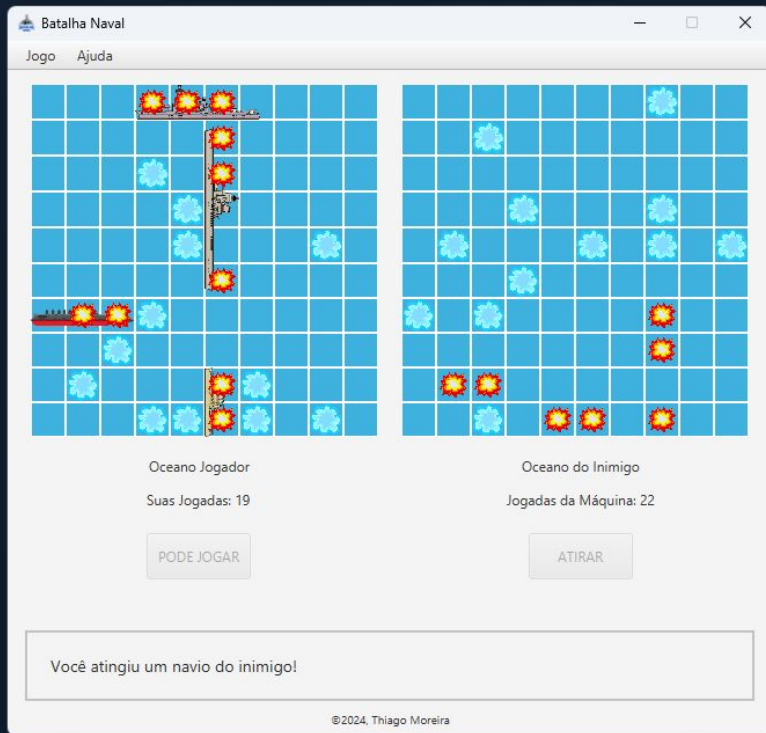 Batalha Naval
Jogo Ajuda
Oceano Jogador
Oceano do Inimigo
Suas Jogadas: 19
Jogadas da Máquina: 22
PODE JOGAR
ATIRAR
Você atingiu um navio do inimigo!
©2024, Thiago Moreira